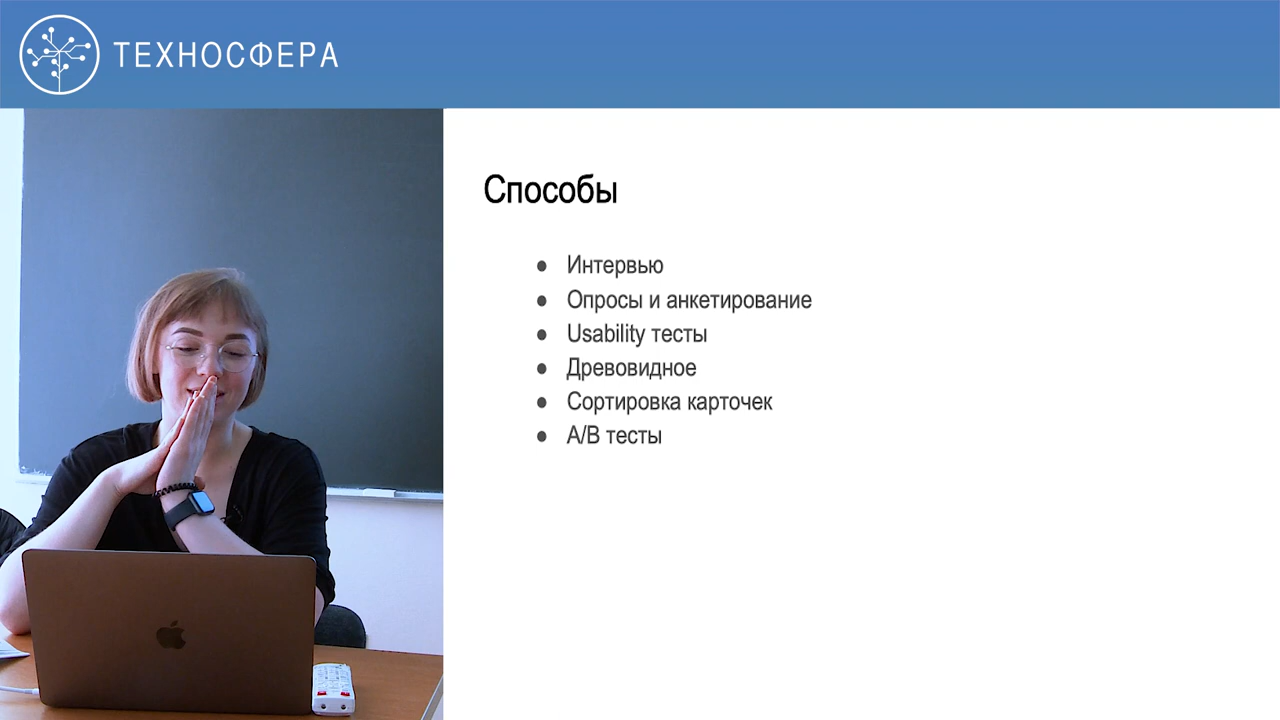 ТЕХНОСФЕРА
Способы
● Интервью
● Опросы и анкетирование
● Usability тесты
● Древовидное
● Сортировка карточек
● A/B тесты